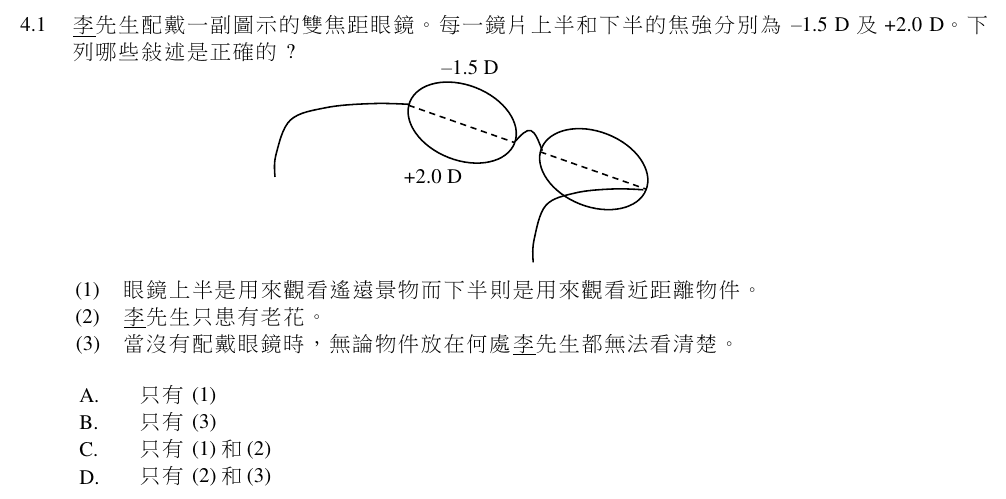 4.1 李先生配戴一副圖示的雙焦距眼鏡。每一鏡片上半和下半的焦強分別為 –1.5 D 及 +2.0 D。下
列哪些敍述是正確的？
–1.5 D
+2.0 D
(1) 眼鏡上半是用來觀看遙遠景物而下半則是用來觀看近距離物件。
(2) 李先生只患有老花。
(3) 當沒有配戴眼鏡時，無論物件放在何處李先生都無法看清楚。
A. 只有 (1)
B. 只有 (3)
C. 只有 (1) 和 (2)
D. 只有 (2) 和 (3)